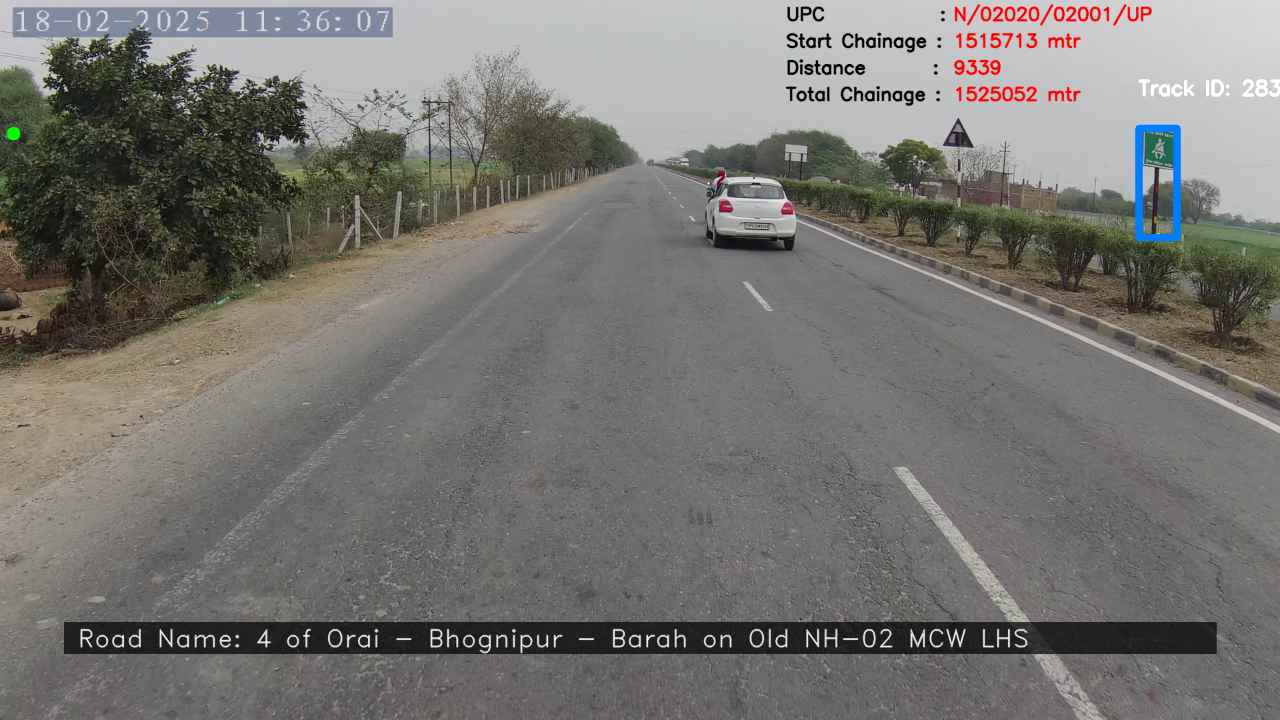 18-02-2025 11:36:07
UPC : N/02020/02001/UP
Start Chainage : 1515713 mtr
Distance : 9339
Total Chainage : 1525052 mtr
Track ID: 283
Road Name: 4 of Orai - Bhognipur - Barah on Old NH-02 MCW LHS